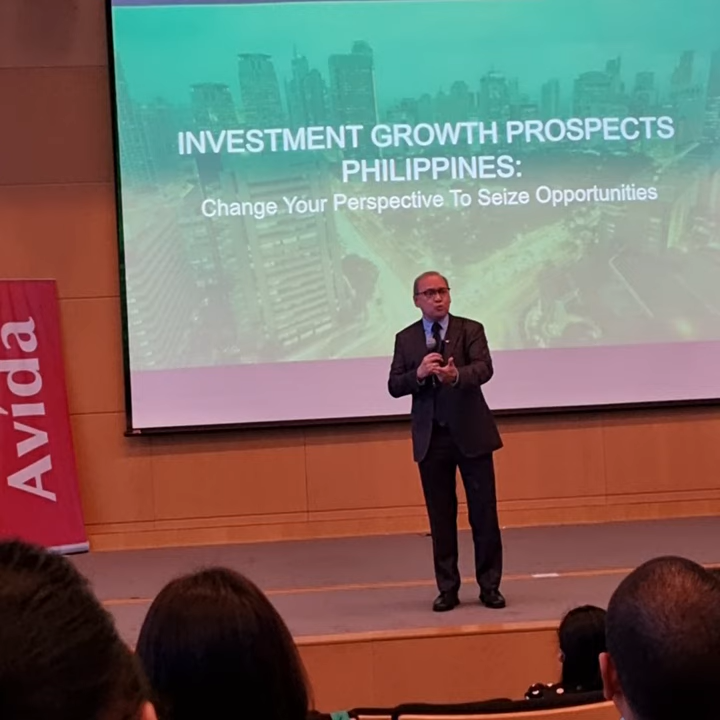 INVESTMENT GROWTH PROSPECTS
PHILIPPINES:
Change Your Perspective To Seize Opportunities
Avida